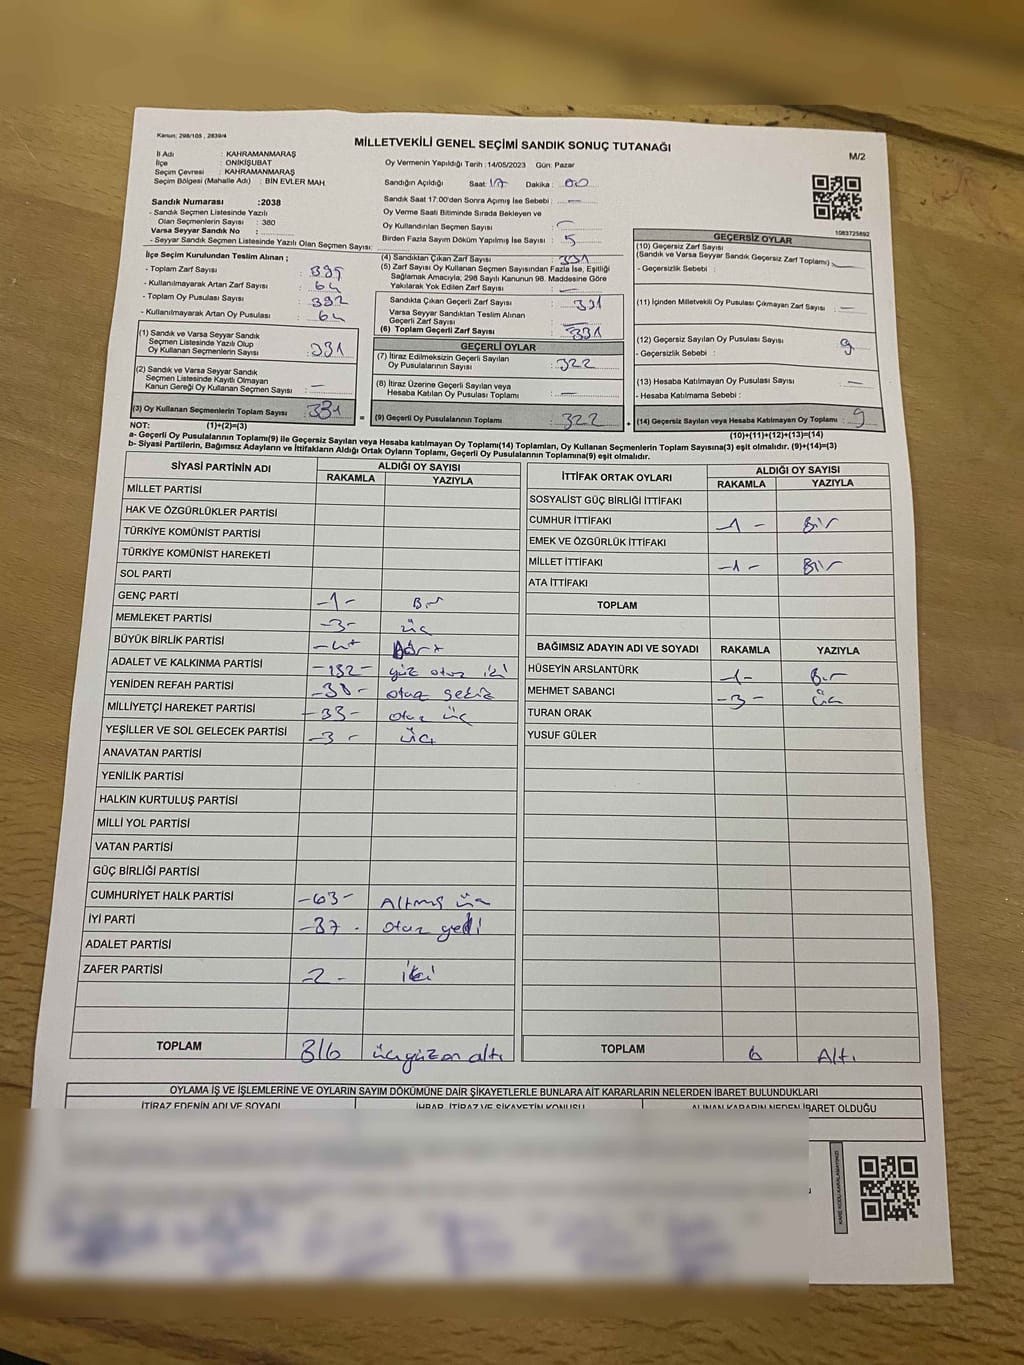 Kanun: 298/105 , 2839/4
MİLLETVEKİLİ GENEL SEÇİMİ SANDIK SONUÇ TUTANAĞI
M/2
İl Adı : KAHRAMANMARAŞ
İlçe : ONİKİŞUBAT
Seçim Çevresi : KAHRAMANMARAŞ
Seçim Bölgesi (Mahalle Adı) : BİN EVLER MAH
Oy Vermenin Yapıldığı Tarih :14/05/2023 Gün: Pazar
Sandığın Açıldığı Saat: 17 Dakika : 00
Sandık Saat 17:00'den Sonra Açılmış İse Sebebi : —
Oy Verme Saati Bitiminde Sırada Bekleyen ve
Oy Kullandırılan Seçmen Sayısı : —
Birden Fazla Sayım Döküm Yapılmış İse Sayısı : 5
Sandık Numarası :2038
- Sandık Seçmen Listesinde Yazılı
Olan Seçmenlerin Sayısı : 380
Varsa Seyyar Sandık No :
- Seyyar Sandık Seçmen Listesinde Yazılı Olan Seçmen Sayısı:
1083725692
İlçe Seçim Kurulundan Teslim Alınan ;
- Toplam Zarf Sayısı : 395
- Kullanılmayarak Artan Zarf Sayısı : 64
- Toplam Oy Pusulası Sayısı : 392
- Kullanılmayarak Artan Oy Pusulası : 64
(1) Sandık ve Varsa Seyyar Sandık
Seçmen Listesinde Yazılı Olup
Oy Kullanan Seçmenlerin Sayısı : 331
(2) Sandık ve Varsa Seyyar Sandık
Seçmen Listesinde Kayıtlı Olmayan
Kanun Gereği Oy Kullanan Seçmen Sayısı : —
(3) Oy Kullanan Seçmenlerin Toplam Sayısı : 331
(4) Sandıktan Çıkan Zarf Sayısı : 331
(5) Zarf Sayısı Oy Kullanan Seçmen Sayısından Fazla İse, Eşitliği
Sağlamak Amacıyla, 298 Sayılı Kanunun 98. Maddesine Göre
Yakılarak Yok Edilen Zarf Sayısı : —
Sandıkta Çıkan Geçerli Zarf Sayısı : 331
Varsa Seyyar Sandıktan Teslim Alınan
Geçerli Zarf Sayısı : —
(6) Toplam Geçerli Zarf Sayısı : 331
GEÇERLİ OYLAR
(7) İtiraz Edilmeksizin Geçerli Sayılan
Oy Pusulalarının Sayısı : 322
(8) İtiraz Üzerine Geçerli Sayılan veya
Hesaba Katılan Oy Pusulası Toplamı : —
= (9) Geçerli Oy Pusulalarının Toplamı : 322
GEÇERSİZ OYLAR
(10) Geçersiz Zarf Sayısı
(Sandık ve Varsa Seyyar Sandık Geçersiz Zarf Toplamı) : —
- Geçersizlik Sebebi :
(11) İçinden Milletvekili Oy Pusulası Çıkmayan Zarf Sayısı : —
(12) Geçersiz Sayılan Oy Pusulası Sayısı : 9
- Geçersizlik Sebebi :
(13) Hesaba Katılmayan Oy Pusulası Sayısı : —
- Hesaba Katılmama Sebebi :
+ (14) Geçersiz Sayılan veya Hesaba Katılmayan Oy Toplamı : 9
NOT: (1)+(2)=(3)
(10)+(11)+(12)+(13)=(14)
a- Geçerli Oy Pusulalarının Toplamı(9) ile Geçersiz Sayılan veya Hesaba katılmayan Oy Toplamı(14) Toplamları, Oy Kullanan Seçmenlerin Toplam Sayısına(3) eşit olmalıdır. (9)+(14)=(3)
b- Siyasi Partilerin, Bağımsız Adayların ve İttifakların Aldığı Ortak Oyların Toplamı, Geçerli Oy Pusulalarının Toplamına(9) eşit olmalıdır.
SİYASİ PARTİNİN ADI ALDIĞI OY SAYISI
RAKAMLA YAZIYLA
MİLLET PARTİSİ
HAK VE ÖZGÜRLÜKLER PARTİSİ
TÜRKİYE KOMÜNİST PARTİSİ
TÜRKİYE KOMÜNİST HAREKETİ
SOL PARTİ
GENÇ PARTİ -1- Bir
MEMLEKET PARTİSİ -3- üç
BÜYÜK BİRLİK PARTİSİ -4- Dört
ADALET VE KALKINMA PARTİSİ -132- yüz otuz iki
YENİDEN REFAH PARTİSİ -38- otuz sekiz
MİLLİYETÇİ HAREKET PARTİSİ -33- otuz üç
YEŞİLLER VE SOL GELECEK PARTİSİ -3- üç
ANAVATAN PARTİSİ
YENİLİK PARTİSİ
HALKIN KURTULUŞ PARTİSİ
MİLLİ YOL PARTİSİ
VATAN PARTİSİ
GÜÇ BİRLİĞİ PARTİSİ
CUMHURİYET HALK PARTİSİ -63- Altmış üç
İYİ PARTİ -37- otuz yedi
ADALET PARTİSİ
ZAFER PARTİSİ -2- iki
TOPLAM 316 üçyüzon altı
İTTİFAK ORTAK OYLARI ALDIĞI OY SAYISI
RAKAMLA YAZIYLA
SOSYALİST GÜÇ BİRLİĞİ İTTİFAKI
CUMHUR İTTİFAKI -1- Bir
EMEK VE ÖZGÜRLÜK İTTİFAKI
MİLLET İTTİFAKI -1- Bir
ATA İTTİFAKI
TOPLAM
BAĞIMSIZ ADAYIN ADI VE SOYADI RAKAMLA YAZIYLA
HÜSEYİN ARSLANTÜRK -1- Bir
MEHMET SABANCI -3- üç
TURAN ORAK
YUSUF GÜLER
TOPLAM 6 Altı
OYLAMA İŞ VE İŞLEMLERİNE VE OYLARIN SAYIM DÖKÜMÜNE DAİR ŞİKAYETLERLE BUNLARA AİT KARARLARIN NELERDEN İBARET BULUNDUKLARI
İTİRAZ EDENİN ADI VE SOYADI İHBAR, İTİRAZ VE ŞİKAYETİN KONUSU ALINAN KARARIN NEDEN İBARET OLDUĞU